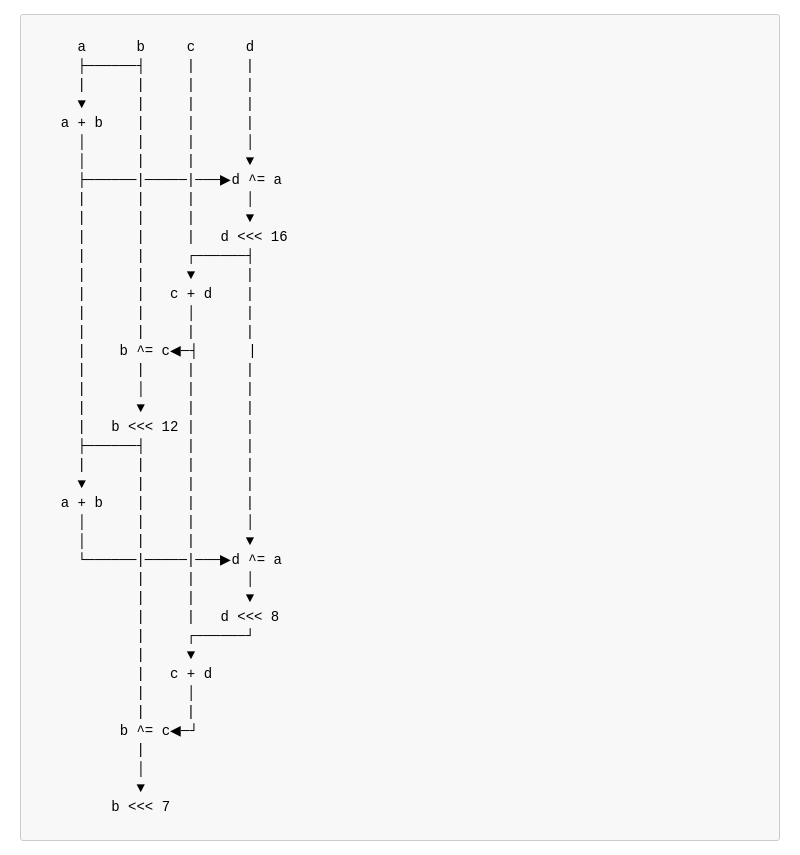 a b c d
a + b
d ^= a
d <<< 16
c + d
b ^= c
b <<< 12
a + b
d ^= a
d <<< 8
c + d
b ^= c
b <<< 7